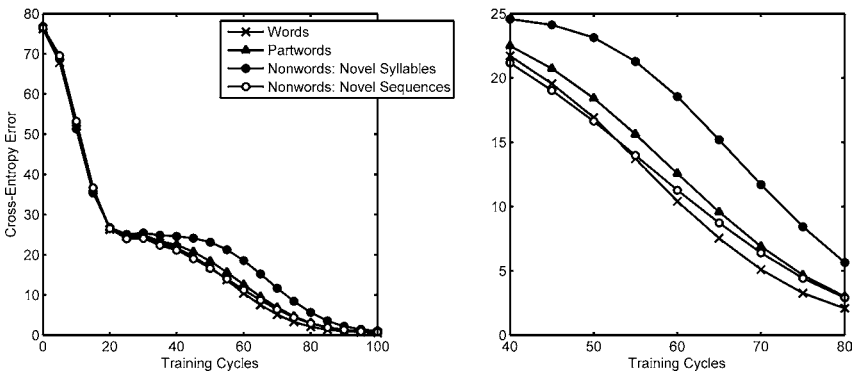 80
70
60
50
40
30
20
10
0
Cross-Entropy Error
0 20 40 60 80 100
Training Cycles
Words
Partwords
Nonwords: Novel Syllables
Nonwords: Novel Sequences
25
20
15
10
5
0
40 50 60 70 80
Training Cycles